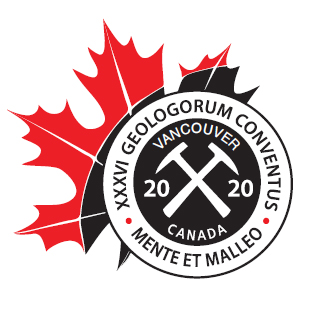 XXXVI GEOLOGORUM CONVENTUS
VANCOUVER
20 20
CANADA
• MENTE ET MALLEO •